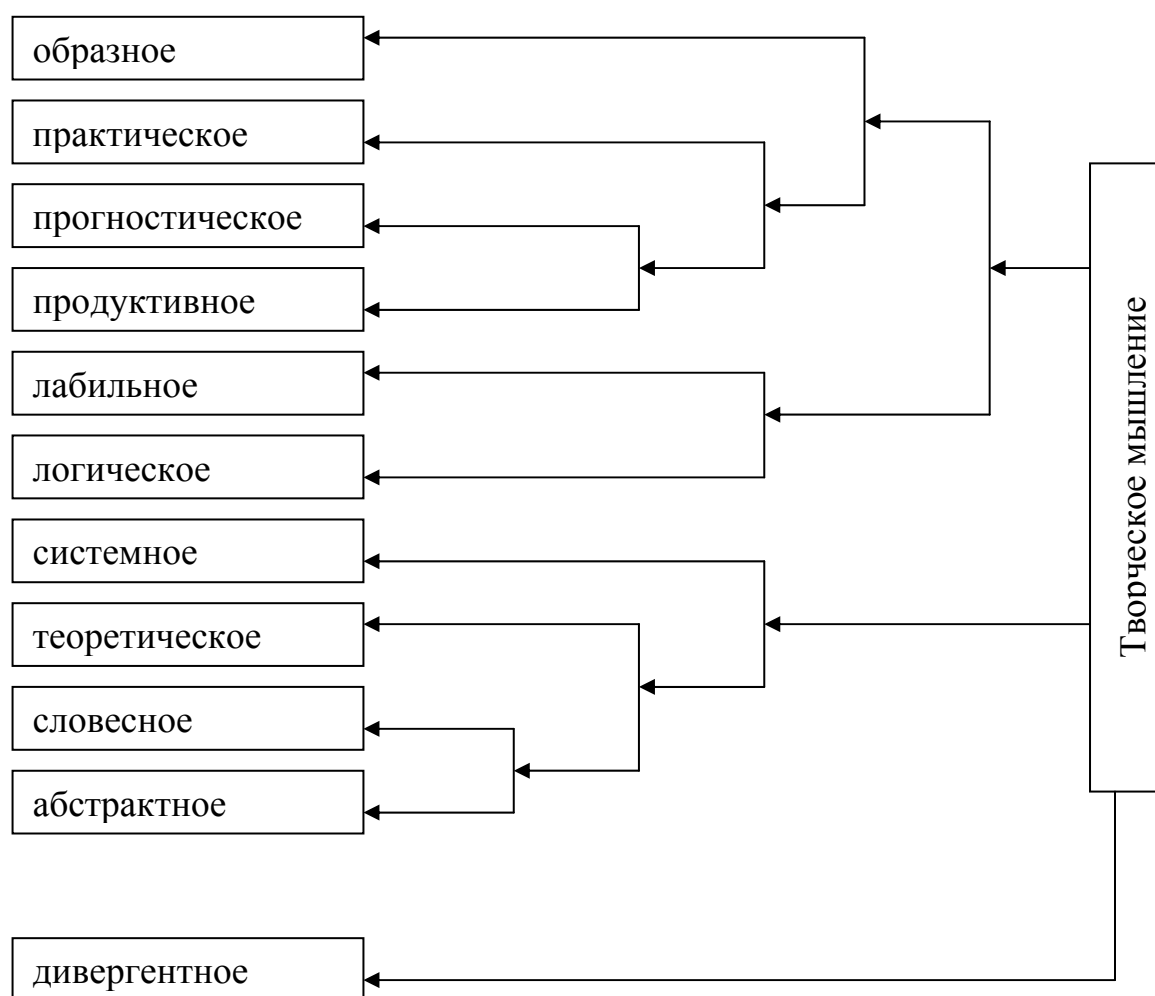 образное
практическое
прогностическое
продуктивное
лабильное
логическое
системное
теоретическое
словесное
абстрактное
дивергентное
Творческое мышление